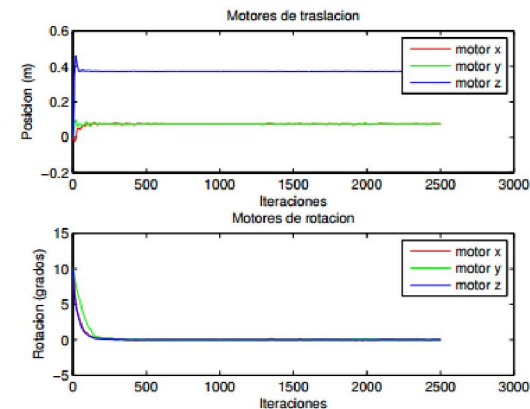 Motores de traslacion
0.6
0.4
0.2
0
-0.2
Posicion (m)
motor x
motor y
motor z
0
500
1000
1500
2000
2500
3000
Iteraciones
Motores de rotacion
15
10
5
0
-5
Rotacion (grados)
motor x
motor y
motor z
0
500
1000
1500
2000
2500
3000
Iteraciones